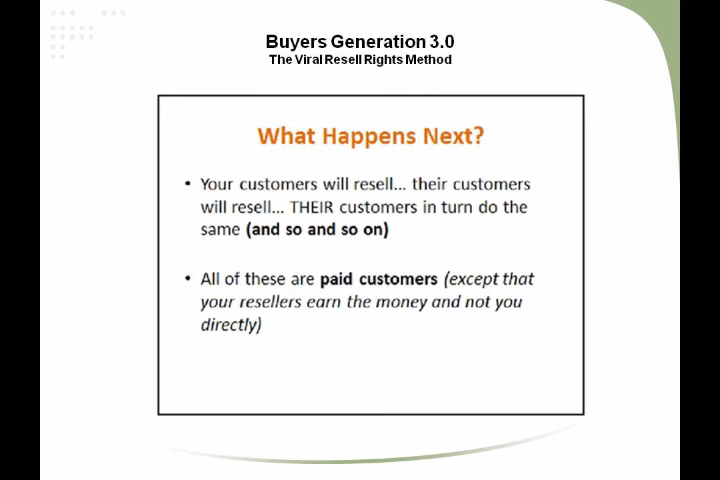 Buyers Generation 3.0
The Viral Resell Rights Method
What Happens Next?
• Your customers will resell... their customers
will resell... THEIR customers in turn do the
same (and so and so on)
• All of these are paid customers (except that
your resellers earn the money and not you
directly)